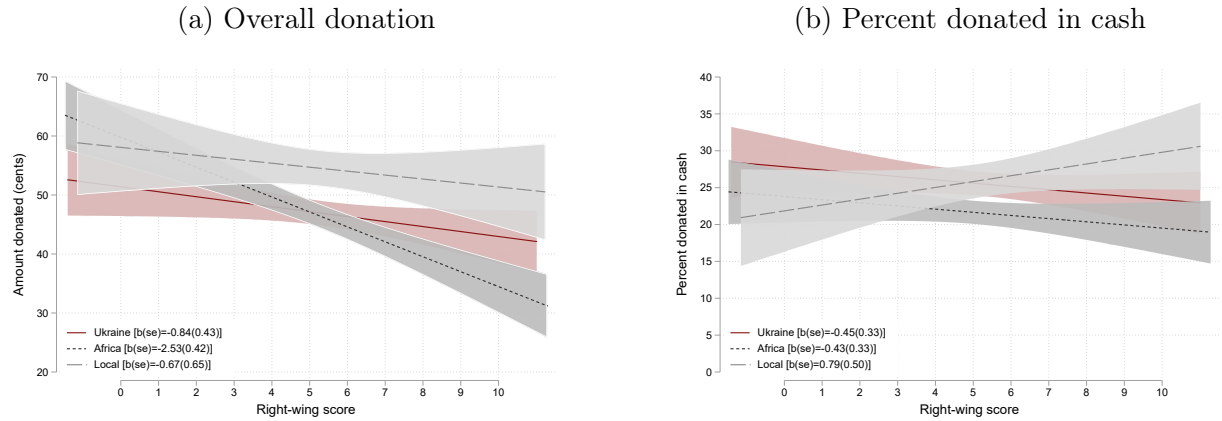 (a) Overall donation
70
60
50
40
30
20
Amount donated (cents)
Ukraine [b(se)=-0.84(0.43)]
Africa [b(se)=-2.53(0.42)]
Local [b(se)=-0.67(0.65)]
0 1 2 3 4 5 6 7 8 9 10
Right-wing score
(b) Percent donated in cash
40
35
30
25
20
15
10
5
0
Percent donated in cash
Ukraine [b(se)=-0.45(0.33)]
Africa [b(se)=-0.43(0.33)]
Local [b(se)=0.79(0.50)]
0 1 2 3 4 5 6 7 8 9 10
Right-wing score